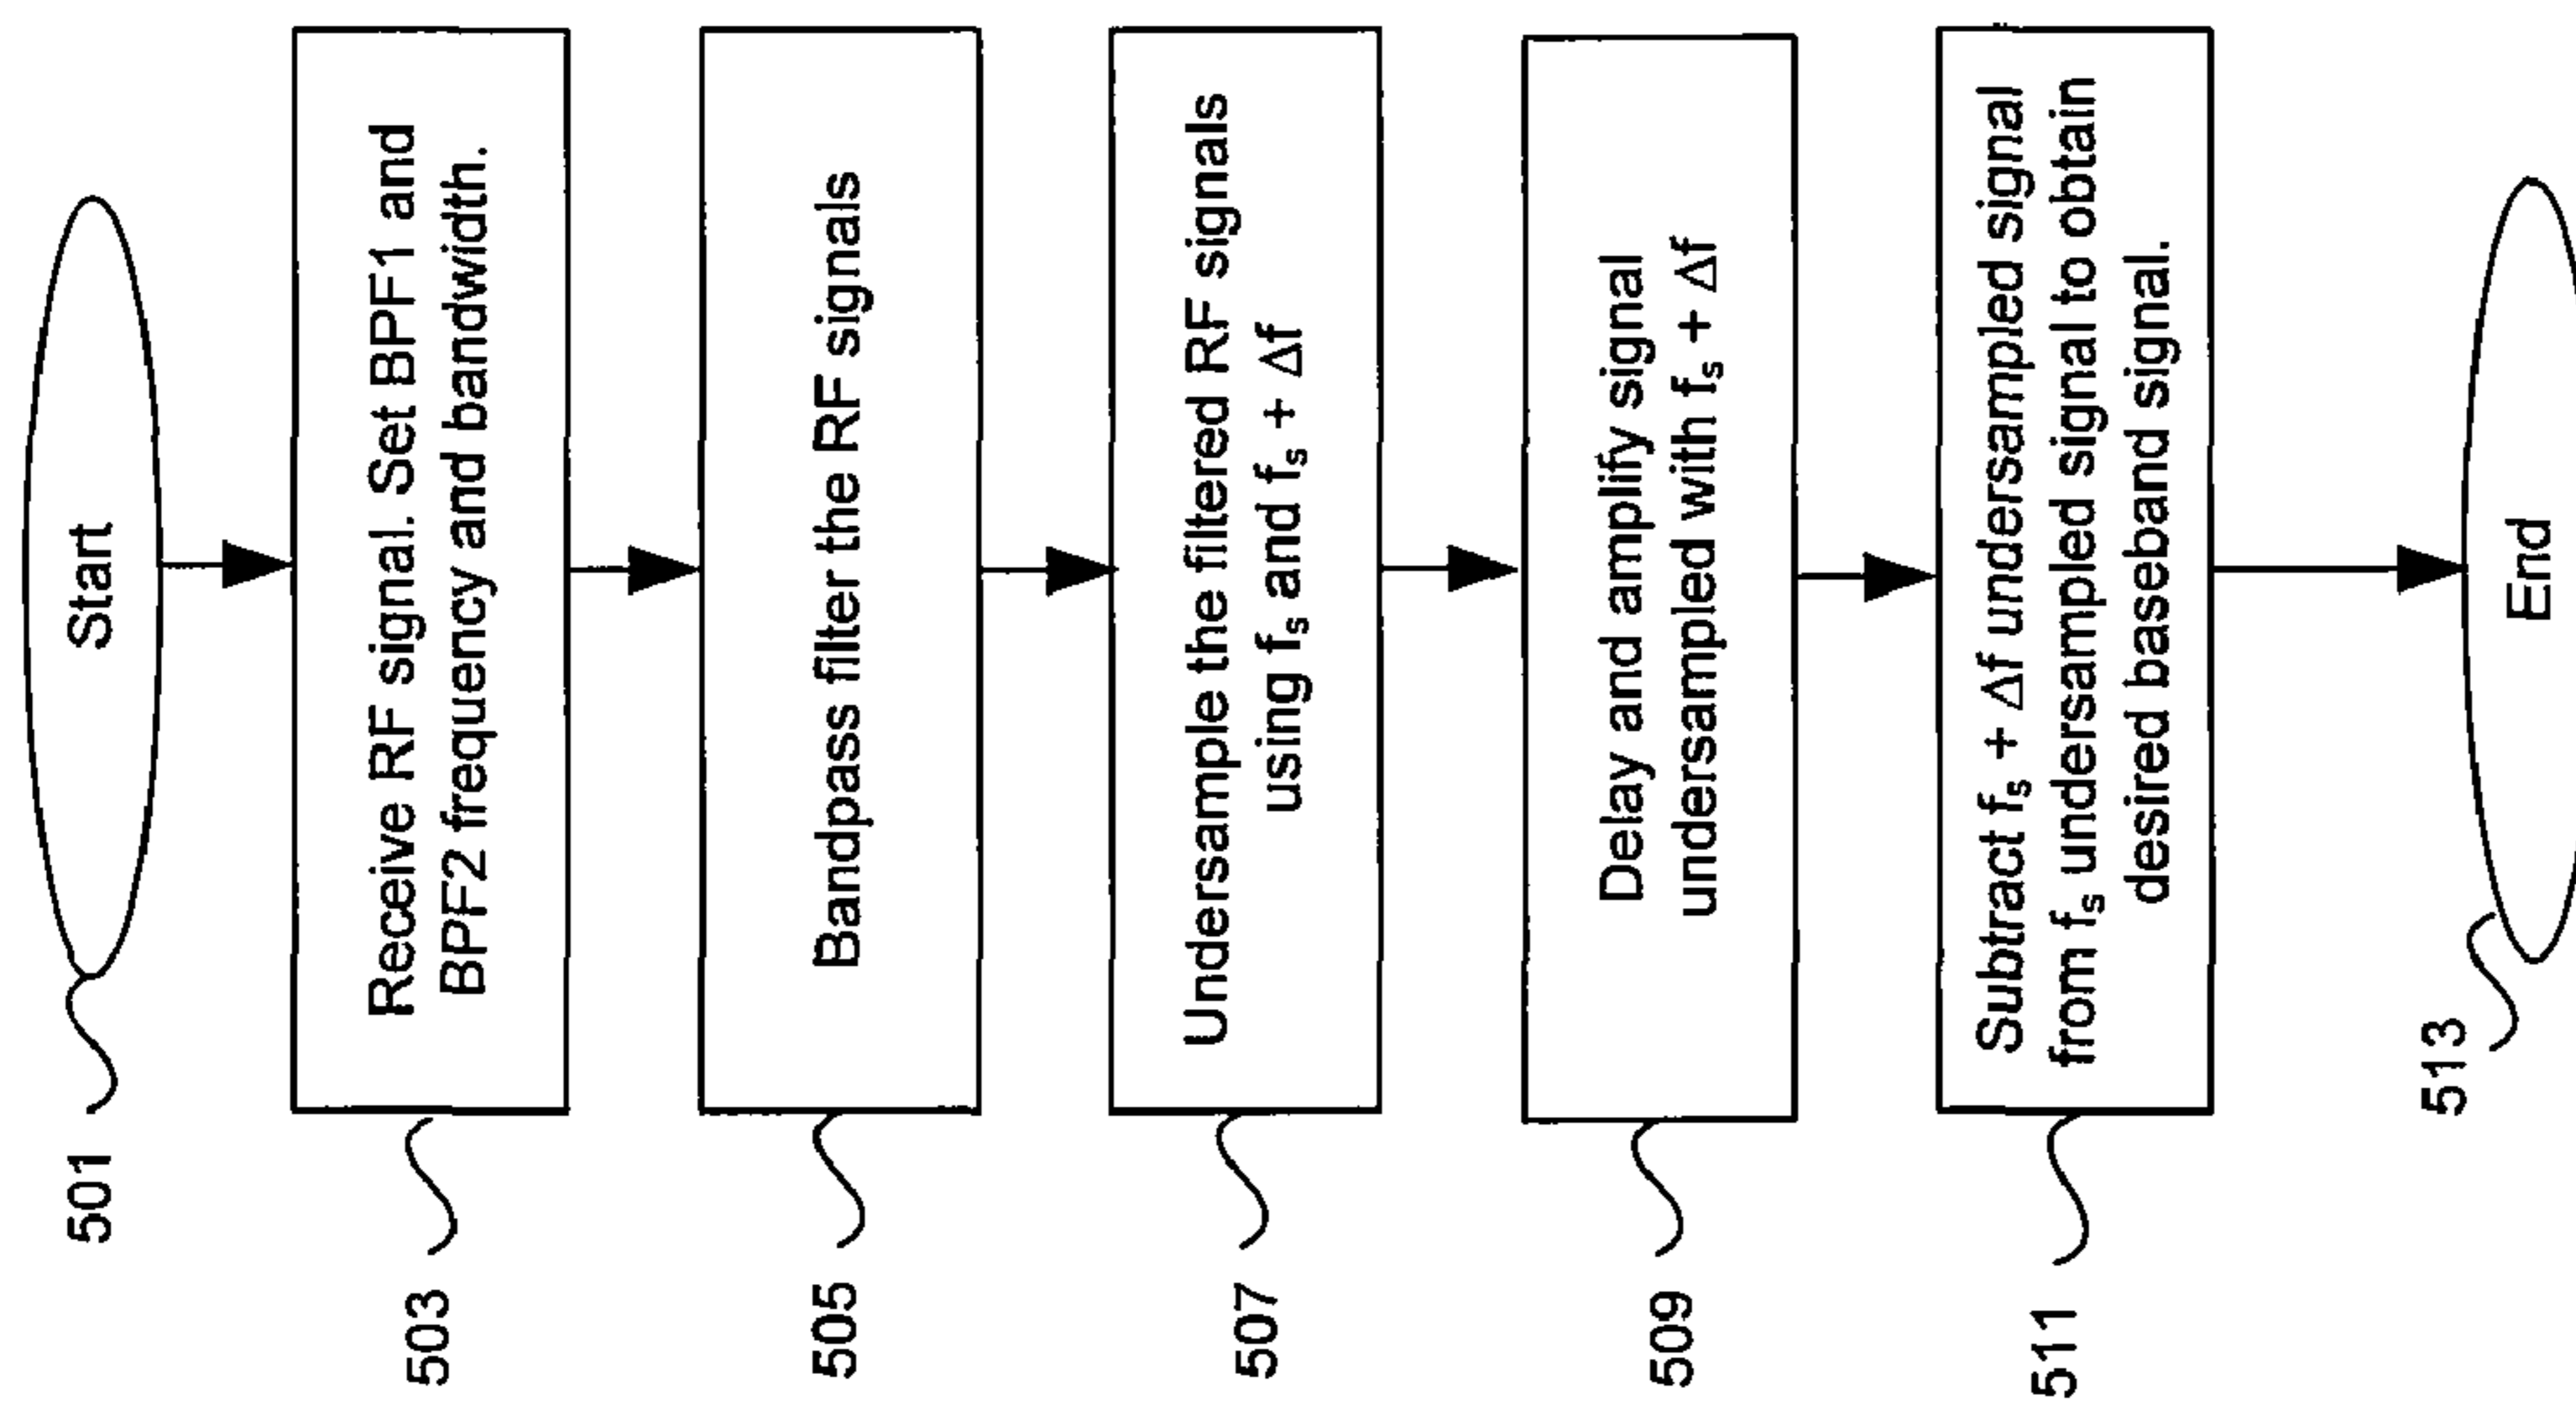 501
Start
503
Receive RF signal. Set BPF1 and
BPF2 frequency and bandwidth.
505
Bandpass filter the RF signals
507
Undersample the filtered RF signals
using fs and fs + Δf
509
Delay and amplify signal
undersampled with fs + Δf
511
Subtract fs + Δf undersampled signal
from fs undersampled signal to obtain
desired baseband signal.
513
End